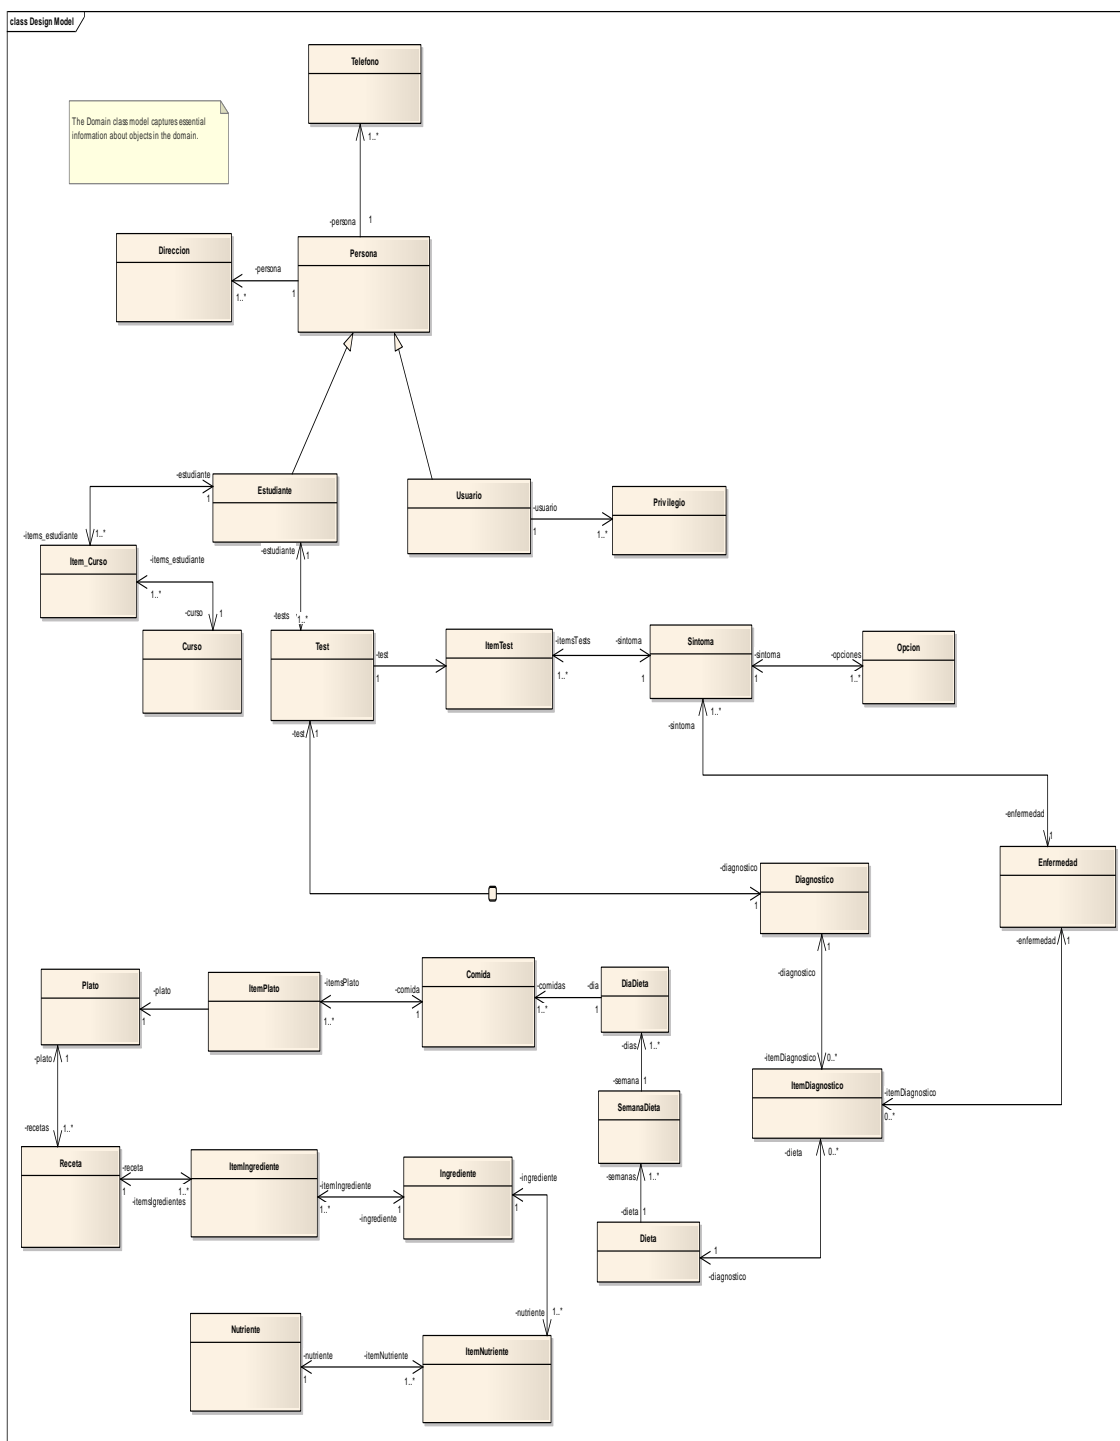 class Design Model
Telefono
The Domain class model captures essential
information about objects in the domain.
1..*
-persona
1
Direccion
Persona
-persona
1..*
1
-estudiante
1
Estudiante
Usuario
-usuario
1
Privilegio
1..*
-items_estudiante
1..*
Item_Curso
-items_estudiante
1..*
-estudiante
1
-curso
1
Curso
-tests
1..*
Test
-test
1
ItemTest
-itemsTests
1..*
-sintoma
1
Sintoma
-sintoma
1
-opciones
1..*
Opcion
-test
1
1..*
-sintoma
-enfermedad
1
Enfermedad
-diagnostico
1
Diagnostico
-enfermedad
1
1
-diagnostico
Plato
-plato
1
ItemPlato
-itemsPlato
1..*
-comida
1
Comida
-comidas
1..*
-dia
1
DiaDieta
-dias
1..*
-plato
1
-itemDiagnostico
0..*
ItemDiagnostico
-itemDiagnostico
0..*
-semana
1
SemanaDieta
-recetas
1..*
Receta
-receta
1
1..*
-itemsIgredientes
ItemIngrediente
-itemIngrediente
1..*
1
-ingrediente
Ingrediente
-ingrediente
1
-semanas
1..*
-dieta
0..*
-dieta
1
Dieta
1
-diagnostico
-nutriente
1..*
Nutriente
-nutriente
1
-itemNutriente
1..*
ItemNutriente